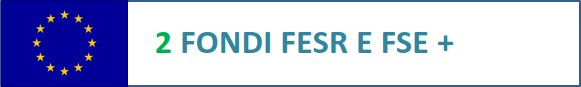 2 FONDI FESR E FSE +